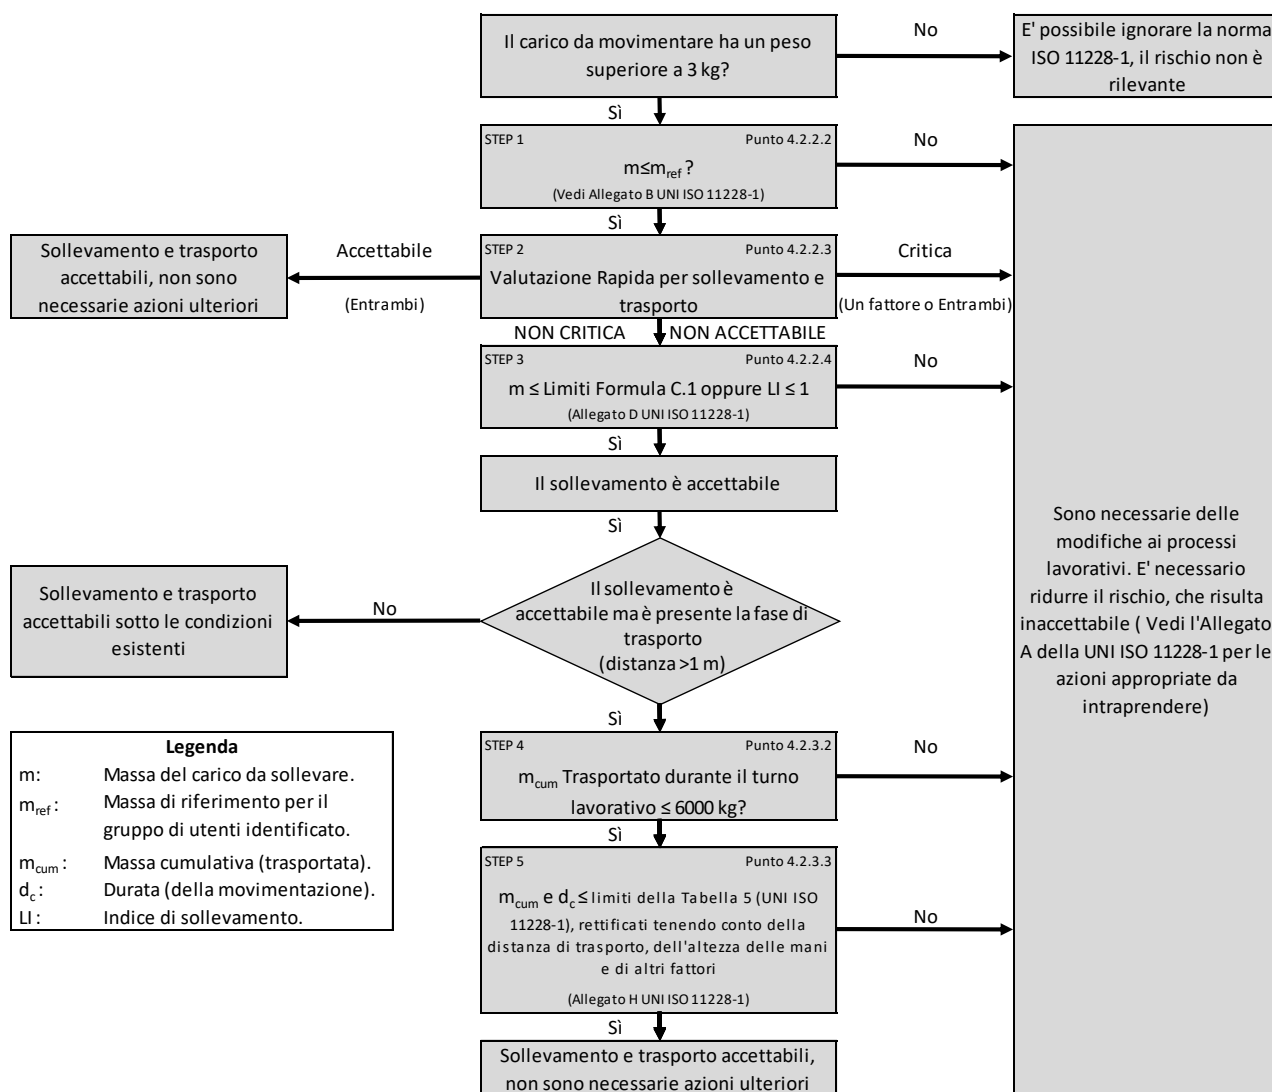 Il carico da movimentare ha un peso
superiore a 3 kg?
No
E' possibile ignorare la norma
ISO 11228-1, il rischio non è
rilevante
Sì
STEP 1 Punto 4.2.2.2
m≤mref ?
(Vedi Allegato B UNI ISO 11228-1)
No
Sì
Sollevamento e trasporto
accettabili, non sono
necessarie azioni ulteriori
Accettabile
(Entrambi)
STEP 2 Punto 4.2.2.3
Valutazione Rapida per sollevamento e
trasporto
Critica
(Un fattore o Entrambi)
NON CRITICA NON ACCETTABILE
STEP 3 Punto 4.2.2.4
m ≤ Limiti Formula C.1 oppure LI ≤ 1
(Allegato D UNI ISO 11228-1)
No
Sì
Il sollevamento è accettabile
Sì
Il sollevamento è
accettabile ma è presente la fase di
trasporto
(distanza >1 m)
No
Sollevamento e trasporto
accettabili sotto le condizioni
esistenti
Sono necessarie delle
modifiche ai processi
lavorativi. E' necessario
ridurre il rischio, che risulta
inaccettabile ( Vedi l'Allegato
A della UNI ISO 11228-1 per le
azioni appropriate da
intraprendere)
Sì
STEP 4 Punto 4.2.3.2
mcum Trasportato durante il turno
lavorativo ≤ 6000 kg?
No
Sì
STEP 5 Punto 4.2.3.3
mcum e dc ≤ limiti della Tabella 5 (UNI ISO
11228-1), rettificati tenendo conto della
distanza di trasporto, dell'altezza delle mani
e di altri fattori
(Allegato H UNI ISO 11228-1)
No
Sì
Sollevamento e trasporto accettabili,
non sono necessarie azioni ulteriori
Legenda
m: Massa del carico da sollevare.
mref : Massa di riferimento per il
gruppo di utenti identificato.
mcum : Massa cumulativa (trasportata).
dc : Durata (della movimentazione).
LI : Indice di sollevamento.